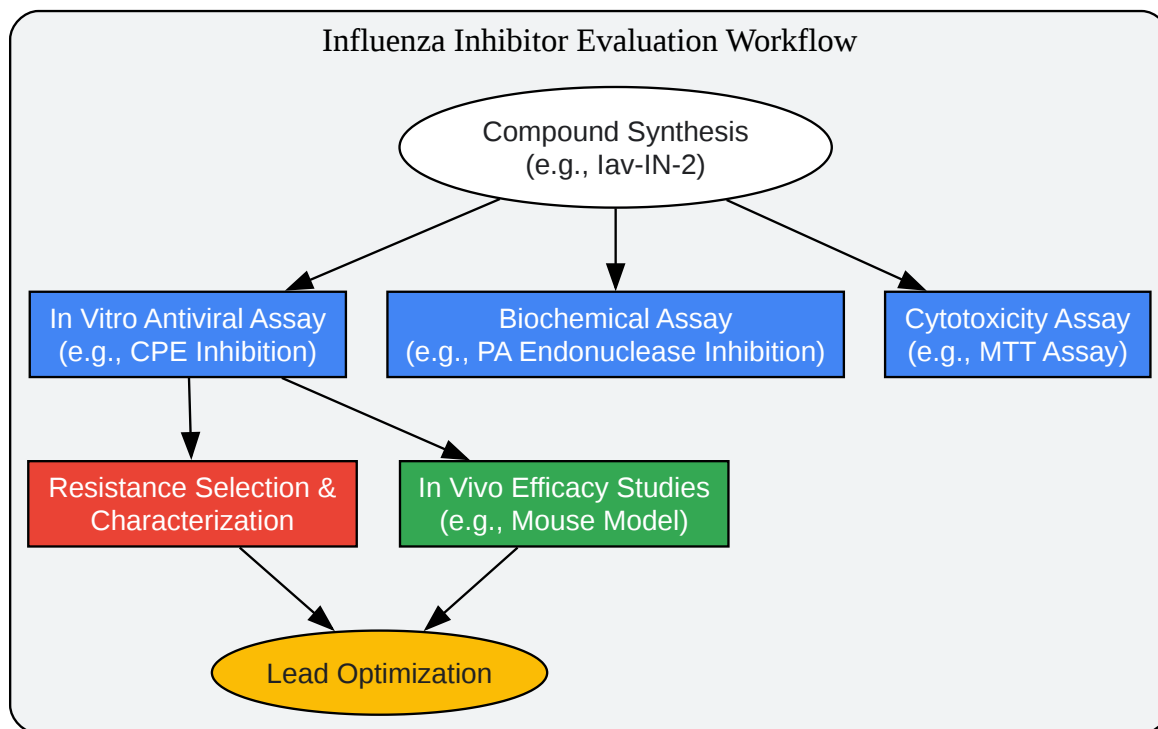 Influenza Inhibitor Evaluation Workflow
Compound Synthesis
(e.g., Iav-IN-2)
In Vitro Antiviral Assay
(e.g., CPE Inhibition)
Biochemical Assay
(e.g., PA Endonuclease Inhibition)
Cytotoxicity Assay
(e.g., MTT Assay)
Resistance Selection &
Characterization
In Vivo Efficacy Studies
(e.g., Mouse Model)
Lead Optimization